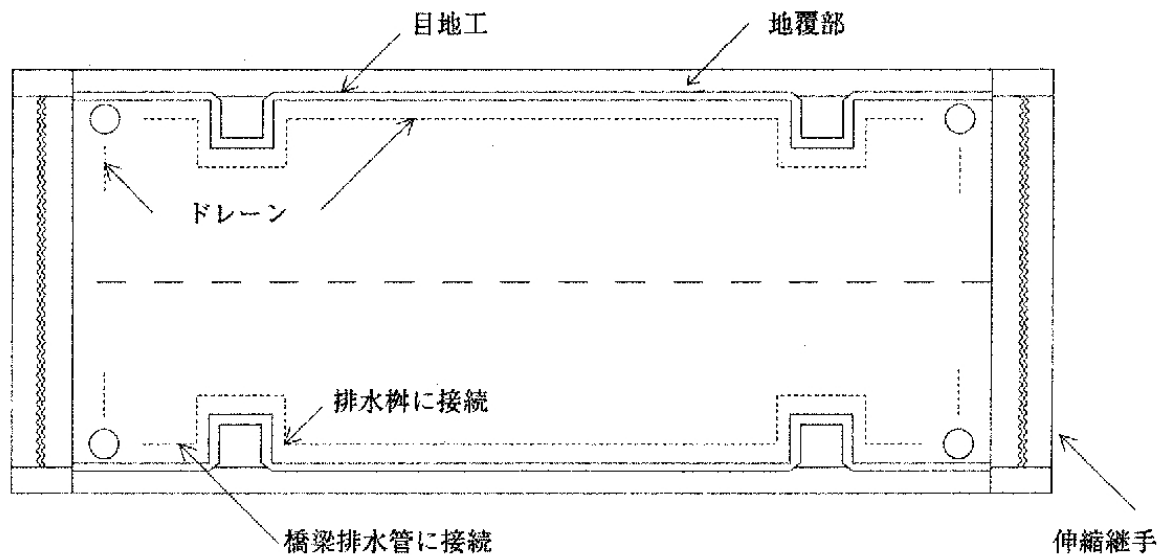 目地工
地覆部
ドレーン
排水桝に接続
橋梁排水管に接続
伸縮継手